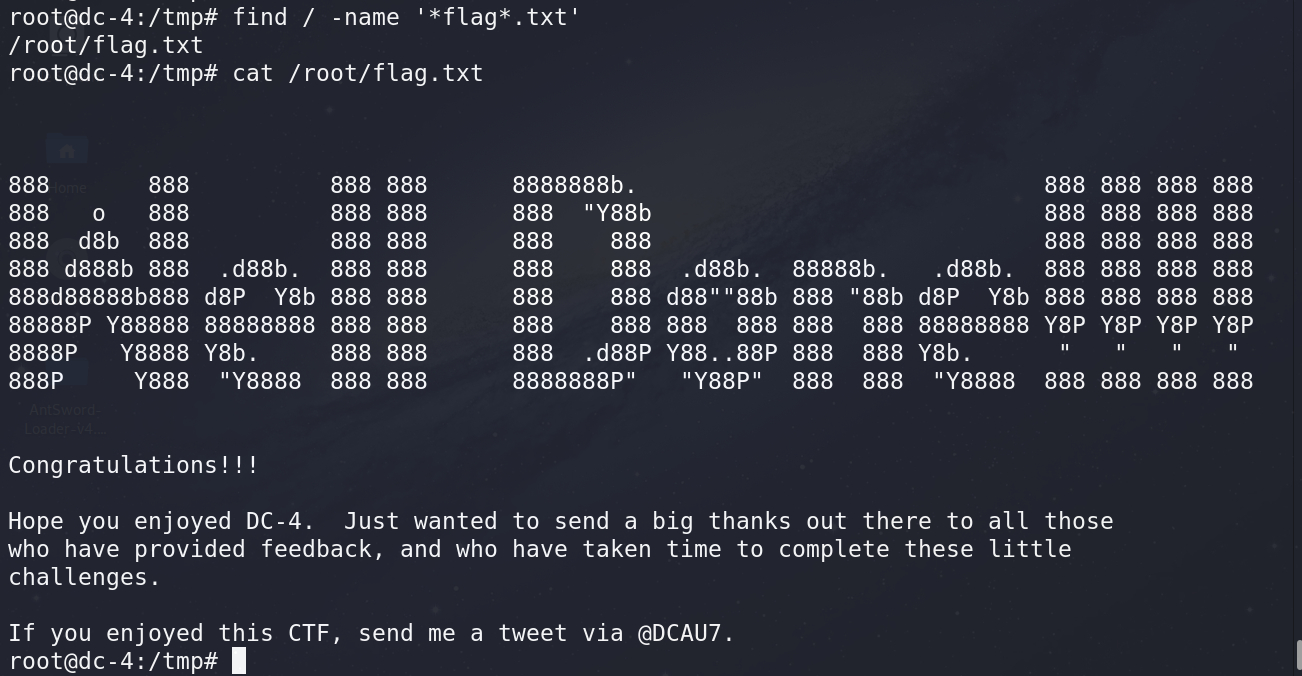 root@dc-4:/tmp# find / -name '*flag*.txt'
/root/flag.txt
root@dc-4:/tmp# cat /root/flag.txt
888       888          888 888      8888888b.                             888 888 888 888
888   o   888          888 888      888  "Y88b                            888 888 888 888
888  d8b  888          888 888      888    888                            888 888 888 888
888 d888b 888  .d88b.  888 888      888    888  .d88b.  88888b.   .d88b.  888 888 888 888
888d88888b888 d8P  Y8b 888 888      888    888 d88""88b 888 "88b d8P  Y8b 888 888 888 888
88888P Y88888 88888888 888 888      888    888 888  888 888  888 88888888 Y8P Y8P Y8P Y8P
8888P   Y8888 Y8b.     888 888      888  .d88P Y88..88P 888  888 Y8b.      "   "   "   "
888P     Y888  "Y8888  888 888      8888888P"   "Y88P"  888  888  "Y8888  888 888 888 888
Home
AntSword-
Loader-v4...
Congratulations!!!
Hope you enjoyed DC-4.  Just wanted to send a big thanks out there to all those
who have provided feedback, and who have taken time to complete these little
challenges.
If you enjoyed this CTF, send me a tweet via @DCAU7.
root@dc-4:/tmp#